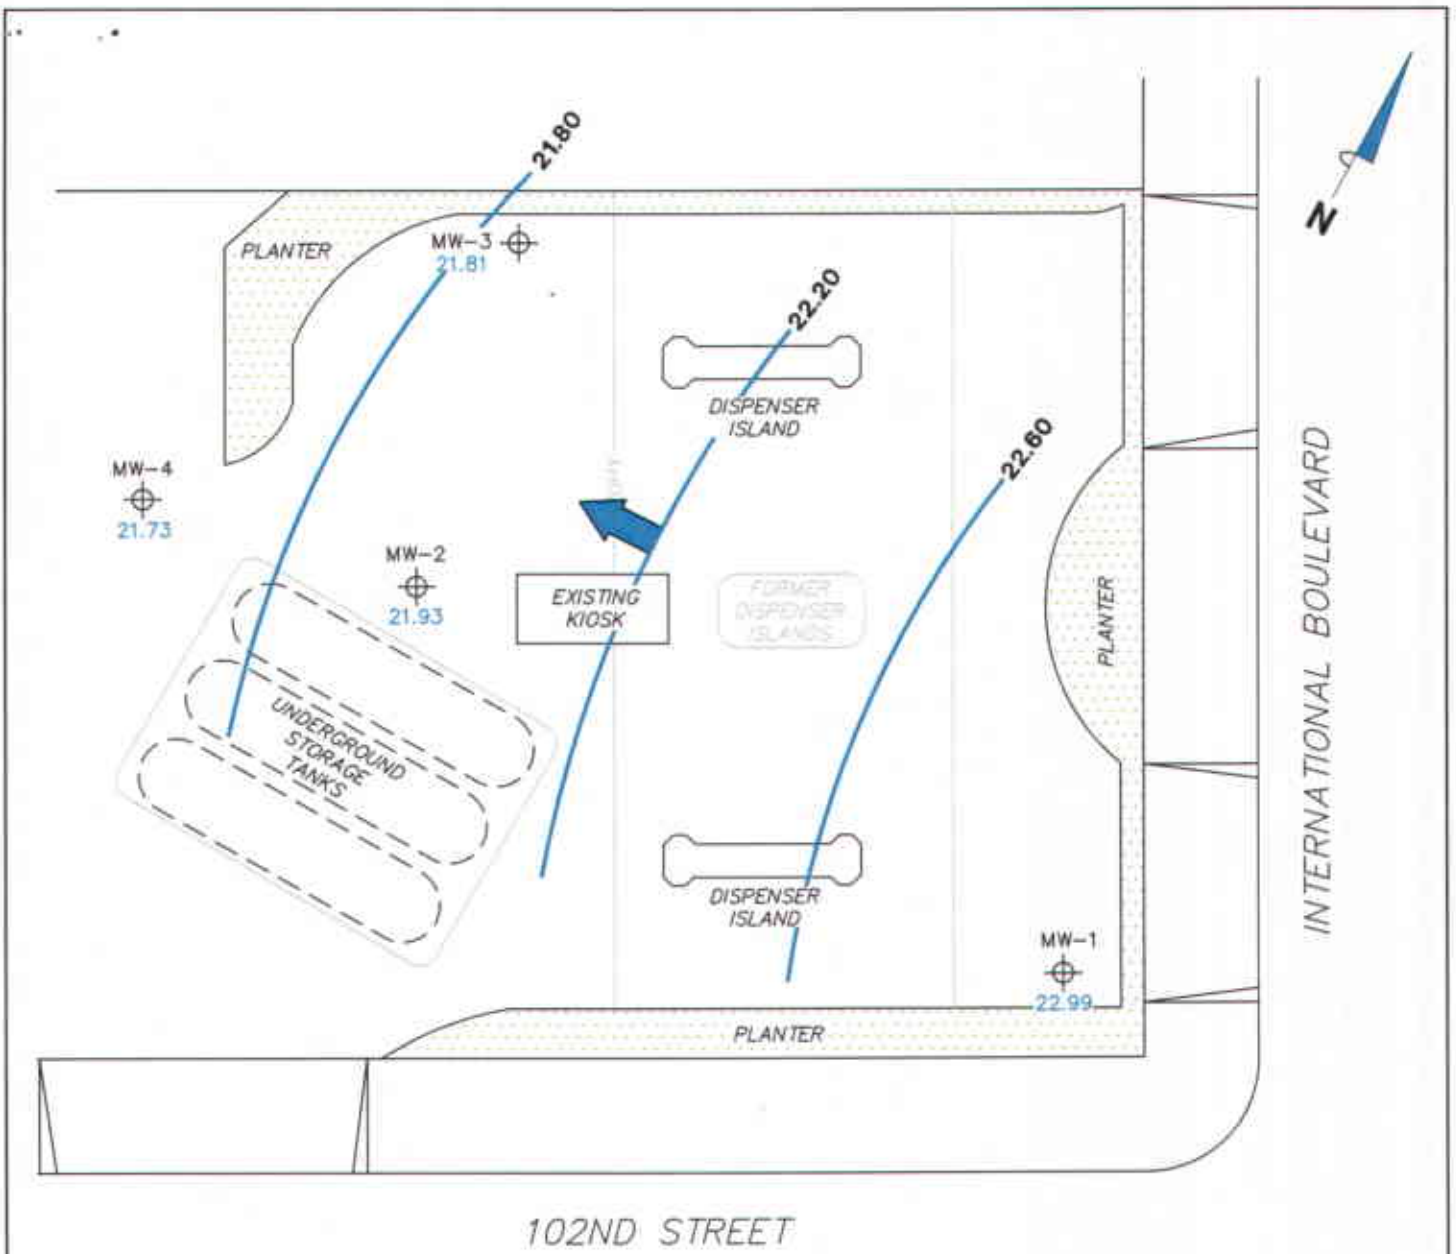 21.80
N
PLANTER
MW-3
21.81
22.20
DISPENSER
ISLAND
22.60
MW-4
21.73
MW-2
21.93
EXISTING
KIOSK
FORMER
DISPENSER
ISLANDS
PLANTER
INTERNATIONAL BOULEVARD
UNDERGROUND
STORAGE
TANKS
DISPENSER
ISLAND
MW-1
22.99
PLANTER
102ND STREET